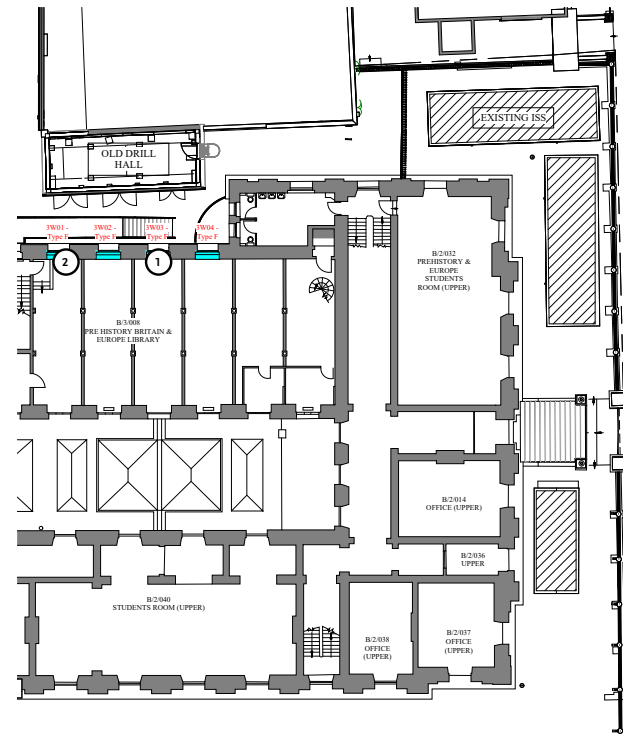 EXISTING ISS
OLD DRILL
HALL
3W01 -
Type F
3W02 -
Type F
3W03 -
Type F
3W04 -
Type F
2
1
B/2/032
PREHISTORY &
EUROPE
STUDENTS
ROOM (UPPER)
B/3/008
PRE HISTORY BRITAIN &
EUROPE LIBRARY
B/2/014
OFFICE (UPPER)
B/2/036
UPPER
B/2/040
STUDENTS ROOM (UPPER)
B/2/038
OFFICE
(UPPER)
B/2/037
OFFICE
(UPPER)